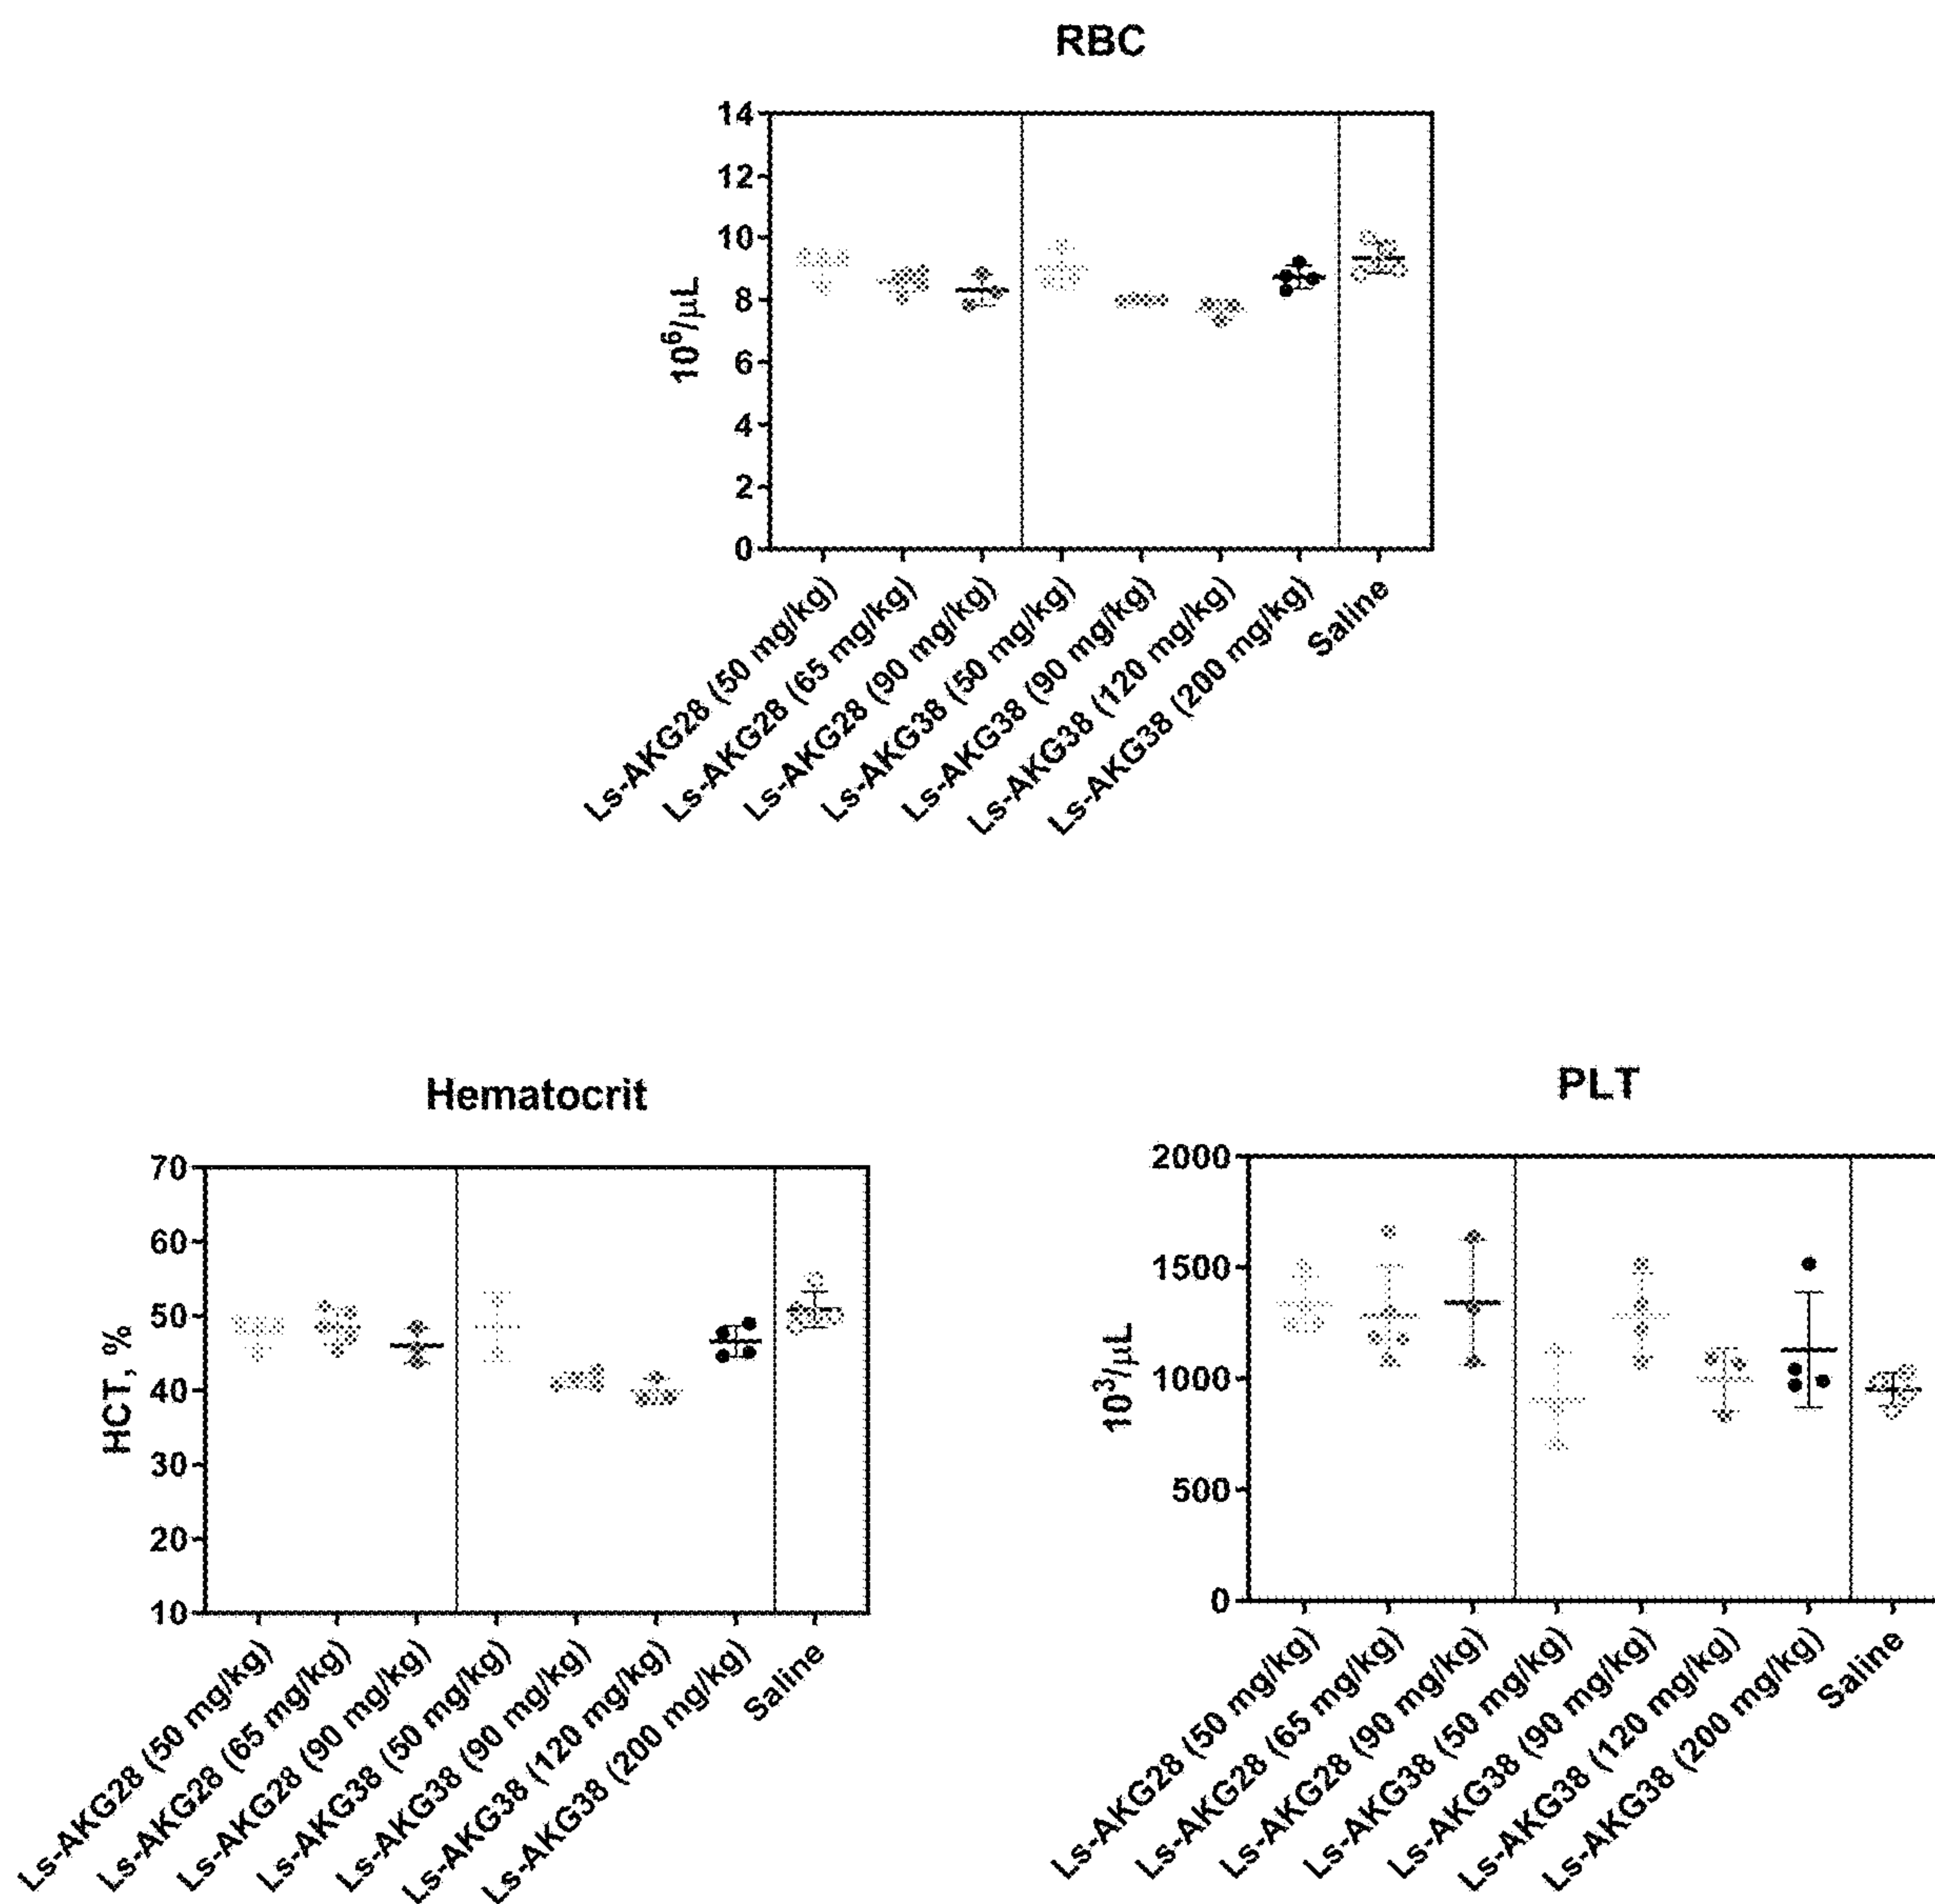 RBC
14
12
10
8
6
4
2
0
10⁶/µL
Ls-AKG28 (50 mg/kg)
Ls-AKG28 (65 mg/kg)
Ls-AKG28 (90 mg/kg)
Ls-AKG38 (50 mg/kg)
Ls-AKG38 (90 mg/kg)
Ls-AKG38 (120 mg/kg)
Ls-AKG38 (200 mg/kg)
Saline
Hematocrit
70
60
50
40
30
20
10
HCT, %
Ls-AKG28 (50 mg/kg)
Ls-AKG28 (65 mg/kg)
Ls-AKG28 (90 mg/kg)
Ls-AKG38 (50 mg/kg)
Ls-AKG38 (90 mg/kg)
Ls-AKG38 (120 mg/kg)
Ls-AKG38 (200 mg/kg)
Saline
PLT
2000
1500
1000
500
0
10³/µL
Ls-AKG28 (50 mg/kg)
Ls-AKG28 (65 mg/kg)
Ls-AKG28 (90 mg/kg)
Ls-AKG38 (50 mg/kg)
Ls-AKG38 (90 mg/kg)
Ls-AKG38 (120 mg/kg)
Ls-AKG38 (200 mg/kg)
Saline